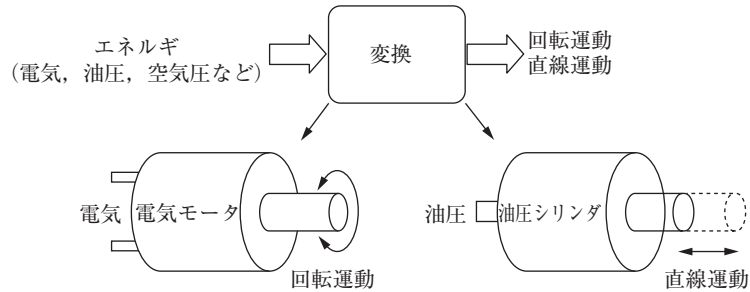 エネルギ
（電気，油圧，空気圧など）
変換
回転運動
直線運動
電気
電気モータ
回転運動
油圧
油圧シリンダ
直線運動